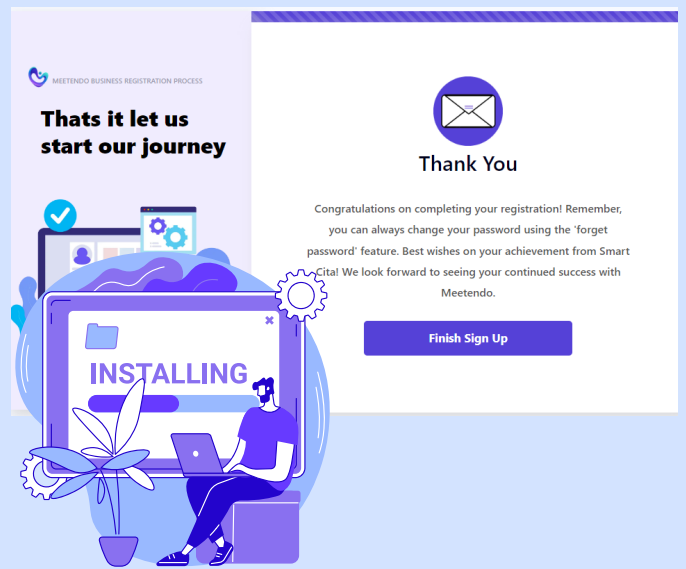 MEETENDO BUSINESS REGISTRATION PROCESS
Thats it let us
start our journey
Thank You
Congratulations on completing your registration! Remember,
you can always change your password using the 'forget
password' feature. Best wishes on your achievement from Smart
Cita! We look forward to seeing your continued success with
Meetendo.
Finish Sign Up
INSTALLING